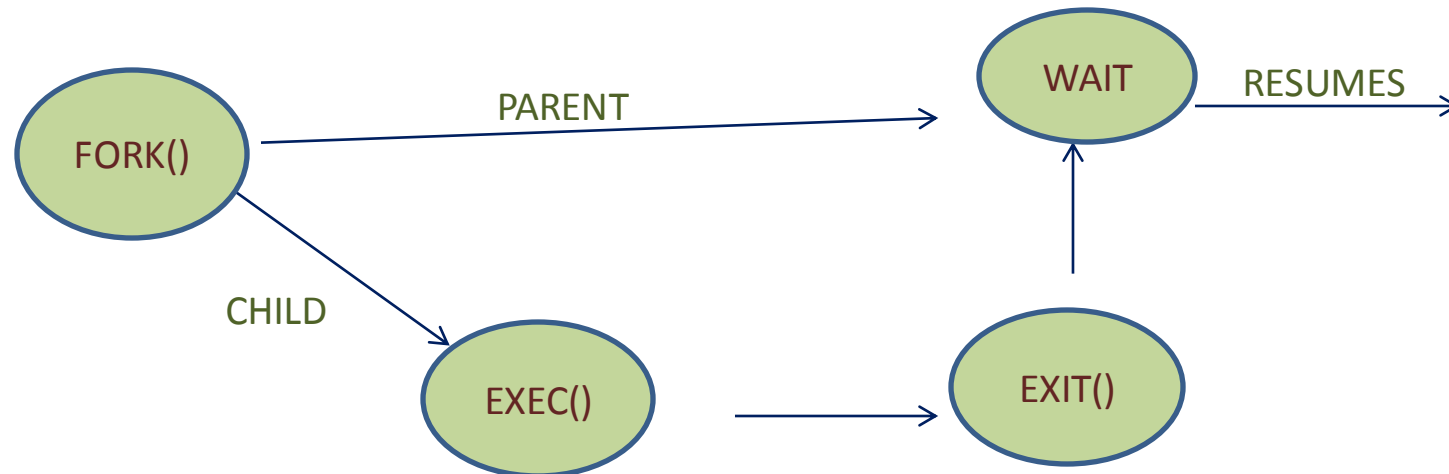 FORK()
PARENT
WAIT
RESUMES
CHILD
EXEC()
EXIT()